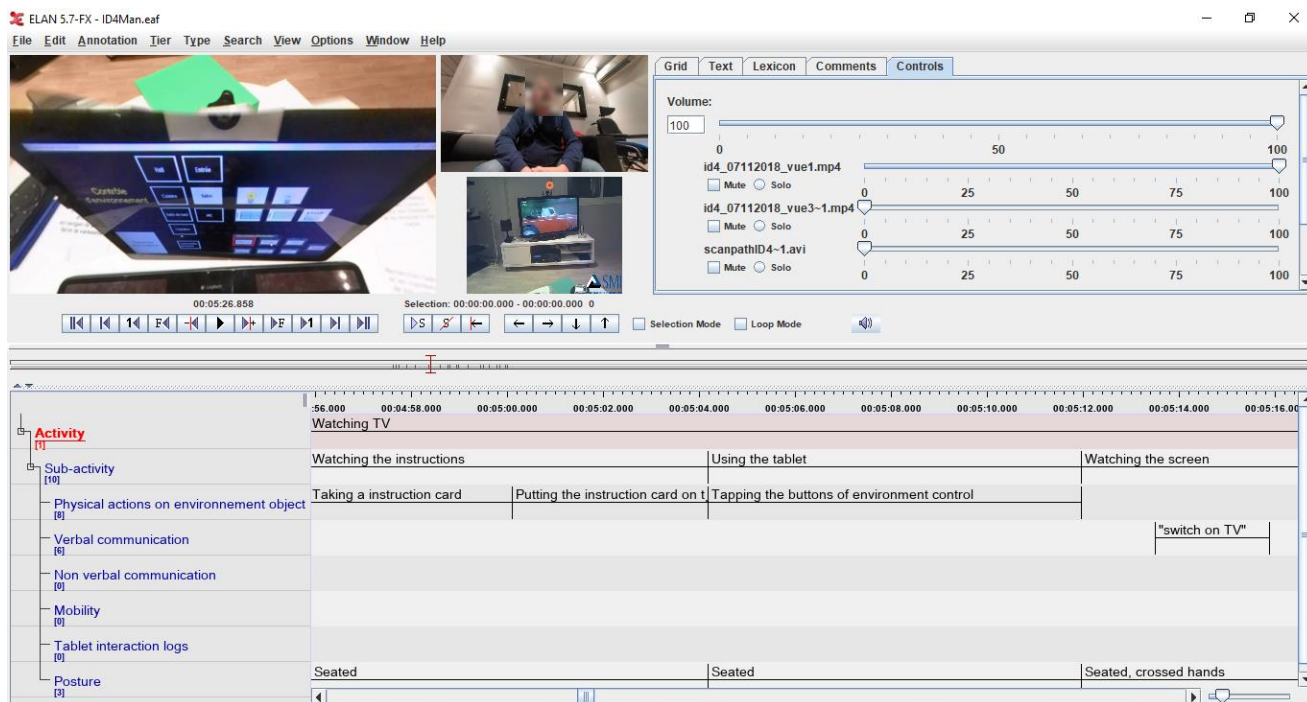 ELAN 5.7-FX - ID4Man.eaf
File Edit Annotation Tier Type Search View Options Window Help
Grid Text Lexicon Comments Controls
Volume:
100
0 50 100
id4_07112018_vue1.mp4
Mute Solo
0 25 50 75 100
id4_07112018_vue3~1.mp4
Mute Solo
0 25 50 75 100
scanpathID4~1.avi
Mute Solo
0 25 50 75 100
Contrôle
Environnement
Hall Entrée
SMI
00:05:26.858
Selection: 00:00:00.000 - 00:00:00.000 0
1 F + F 1 S S
Selection Mode Loop Mode
:56.000 00:04:58.000 00:05:00.000 00:05:02.000 00:05:04.000 00:05:06.000 00:05:08.000 00:05:10.000 00:05:12.000 00:05:14.000 00:05:16.00
Activity
[1]
Watching TV
Sub-activity
[10]
Watching the instructions Using the tablet Watching the screen
Physical actions on environnement object
[8]
Taking a instruction card Putting the instruction card on t Tapping the buttons of environment control
Verbal communication
[6]
"switch on TV"
Non verbal communication
[0]
Mobility
[0]
Tablet interaction logs
[0]
Posture
[3]
Seated Seated Seated, crossed hands